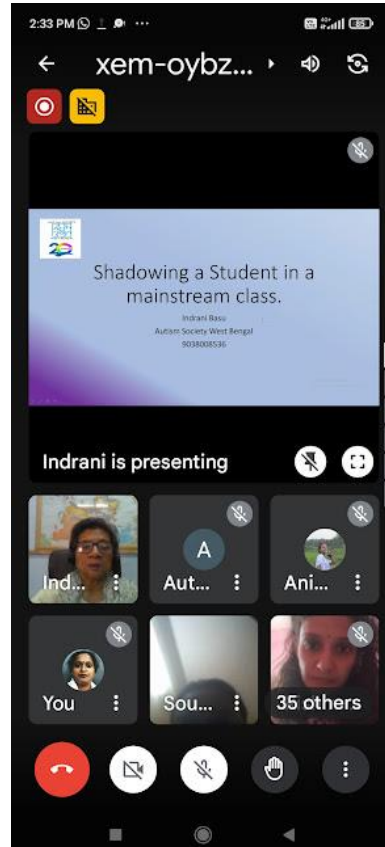 2:33 PM
xem-oybz...
Shadowing a Student in a
mainstream class.
Indrani Basu
Autism Society West Bengal
9038008536
Indrani is presenting
Ind...
A
Aut...
Ani...
You
Sou...
35 others